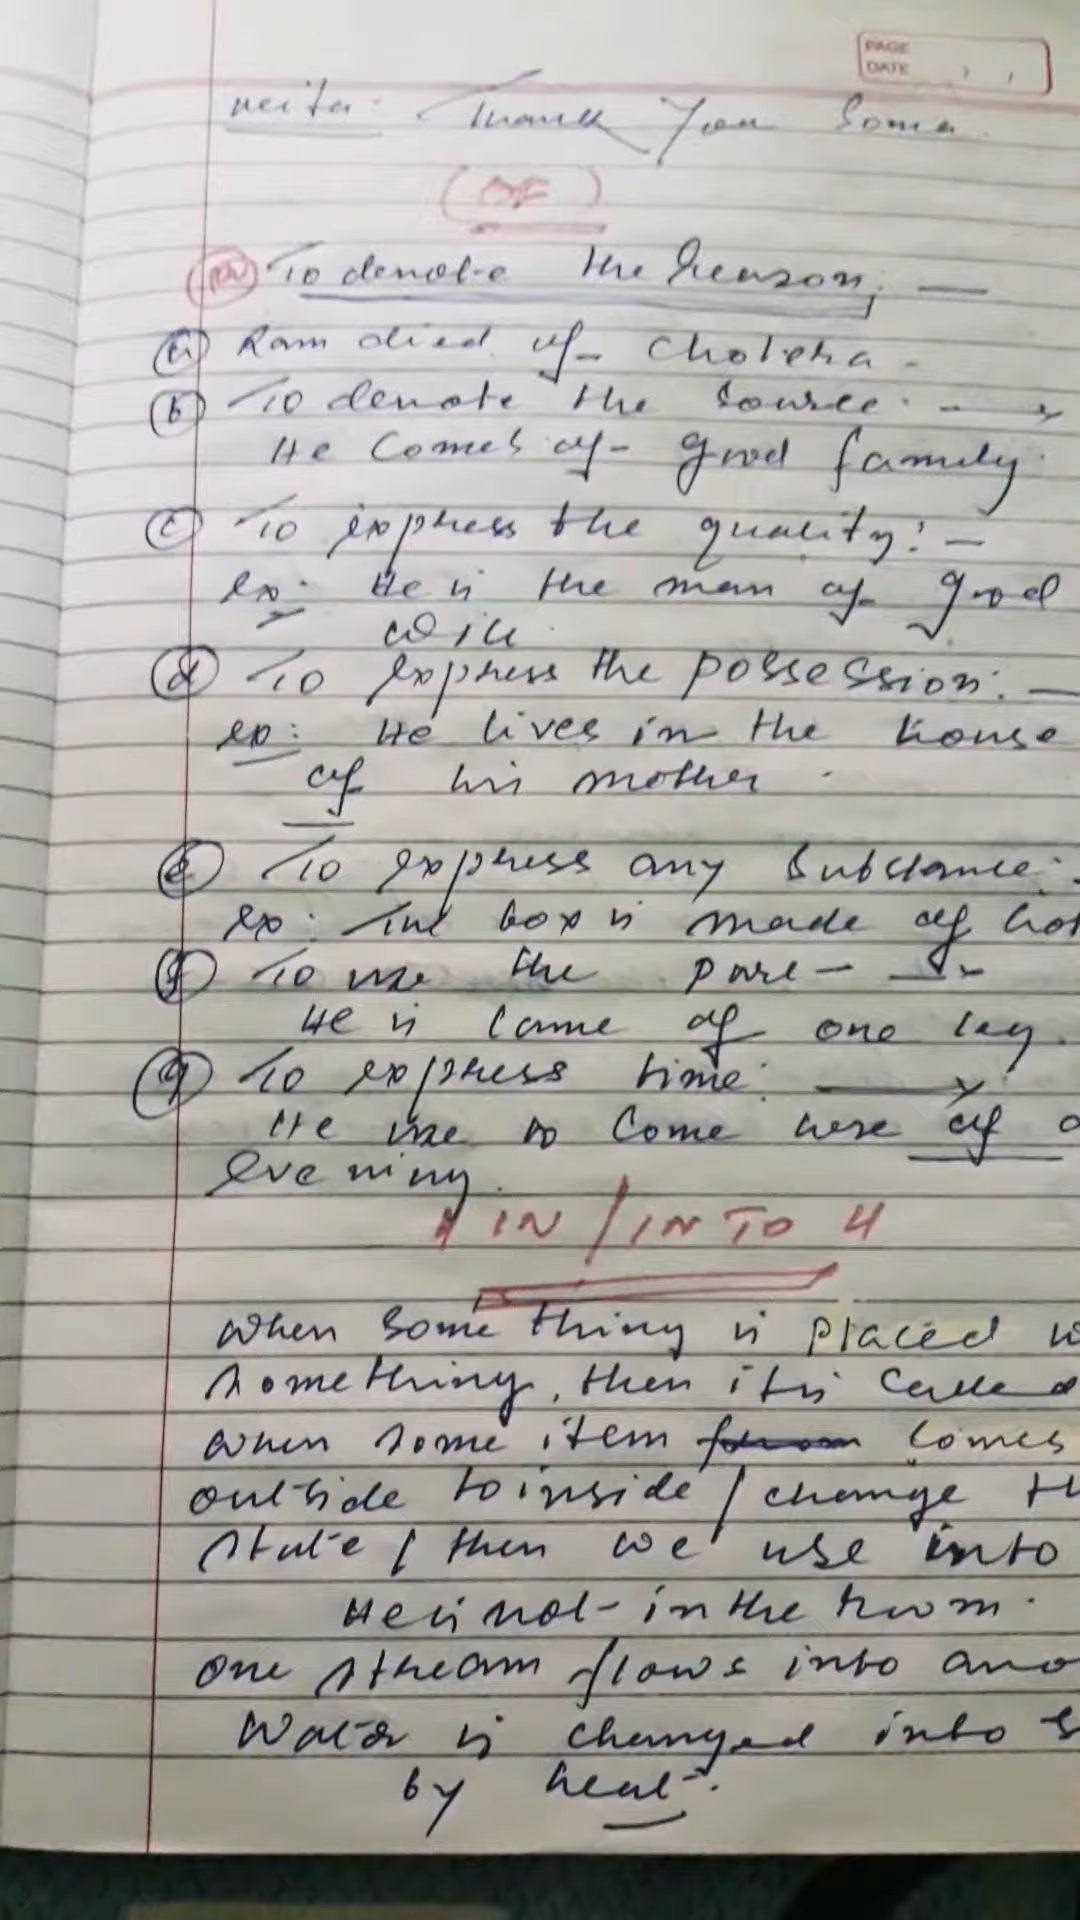 PAGE
DATE
neita: Thank You Soma.
(OF)
To denote the reason: —
(a) Ram died of cholera -
(b) To denote the source. -
He Comes of good family.
(c) To express the quality: -
ex: He is the man of good
will.
(d) To express the possession: —
ex: He lives in the house
of his mother.
(e) To express any substance:
ex: The box is made of
(f) To use the part -
He is lame of one leg.
(g) To express time:
He use to come here of
evening.
IN / INTO
when some thing is placed
something, then it is called
when some item from comes
outside to inside / change
state / then we use into
He is not in the room.
one stream flows into
Water is changed into
by heat.